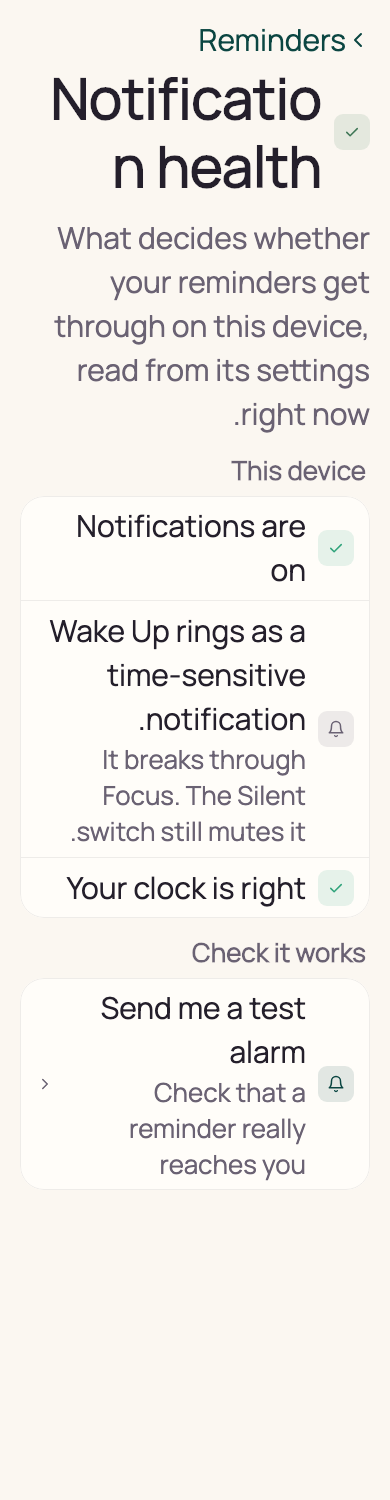 Reminders
Notificatio
n health
What decides whether
your reminders get
through on this device,
read from its settings
.right now
This device
Notifications are
on
Wake Up rings as a
time-sensitive
.notification
It breaks through
Focus. The Silent
.switch still mutes it
Your clock is right
Check it works
Send me a test
alarm
Check that a
reminder really
reaches you